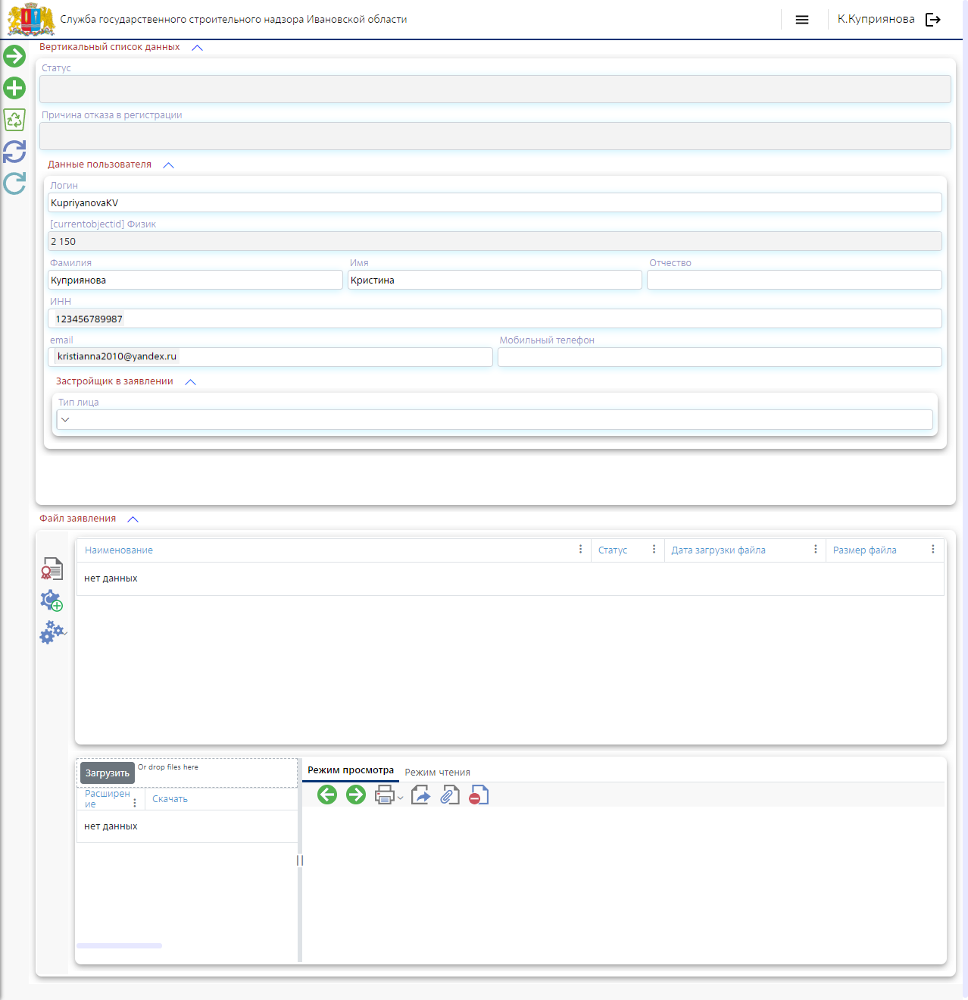 Служба государственного строительного надзора Ивановской области
К.Куприянова
Вертикальный список данных
Статус
Причина отказа в регистрации
Данные пользователя
Логин
KupriyanovaKV
[currentobjectid] Физик
2 150
Фамилия Имя Отчество
Куприянова Кристина
ИНН
123456789987
email Мобильный телефон
kristianna2010@yandex.ru
Застройщик в заявлении
Тип лица
Файл заявления
Наименование Статус Дата загрузки файла Размер файла
нет данных
Загрузить Or drop files here
Режим просмотра Режим чтения
Расширен
ие
Скачать
нет данных